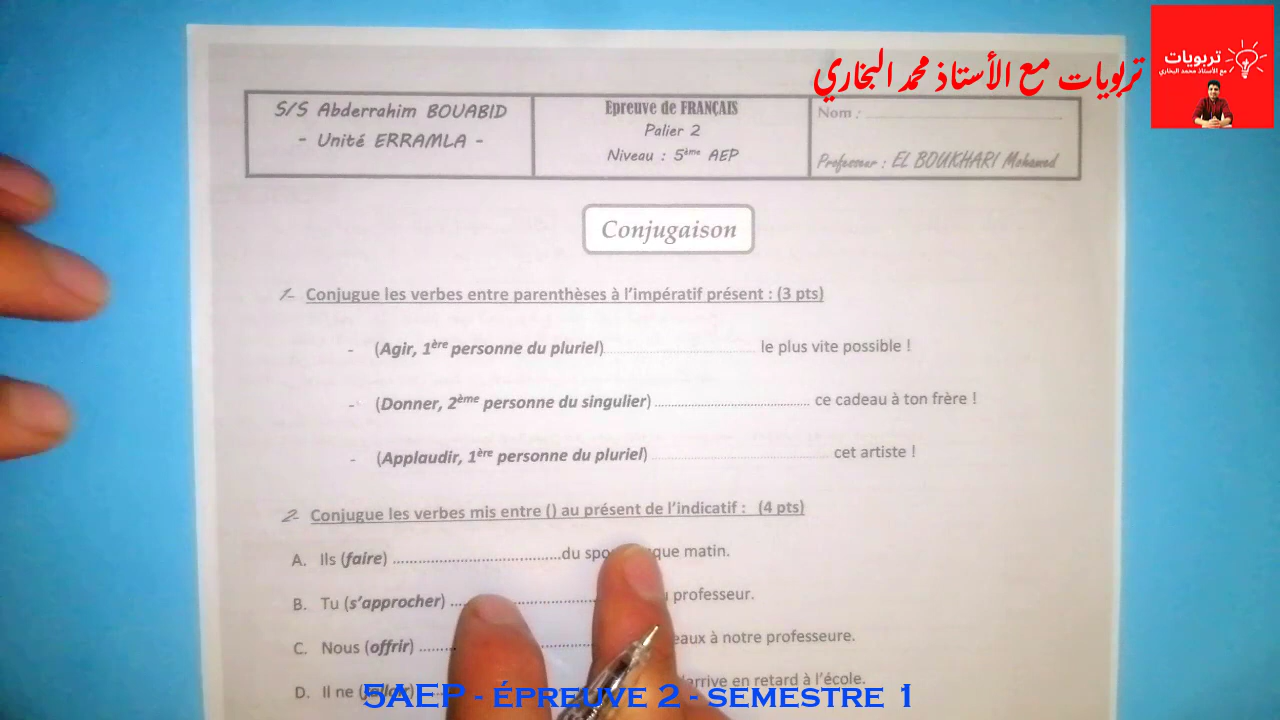 تربويات مع الأستاذ محمد البخاري
تربويات
مع الأستاذ محمد البخاري
S/S Abderrahim BOUABID
- Unité ERRAMLA -
Epreuve de FRANÇAIS
Palier 2
Niveau : 5ème AEP
Nom :
Professeur : EL BOUKHARI Mohamed
Conjugaison
1- Conjugue les verbes entre parenthèses à l'impératif présent : (3 pts)
- (Agir, 1ère personne du pluriel) le plus vite possible !
- (Donner, 2ème personne du singulier) ce cadeau à ton frère !
- (Applaudir, 1ère personne du pluriel) cet artiste !
2- Conjugue les verbes mis entre () au présent de l'indicatif : (4 pts)
A. Ils (faire) du matin.
B. Tu (s'approcher) professeur.
C. Nous (offrir) à notre professeure.
D. Il ne en retard à l'école.
5AEP - épreuve 2 - semestre 1